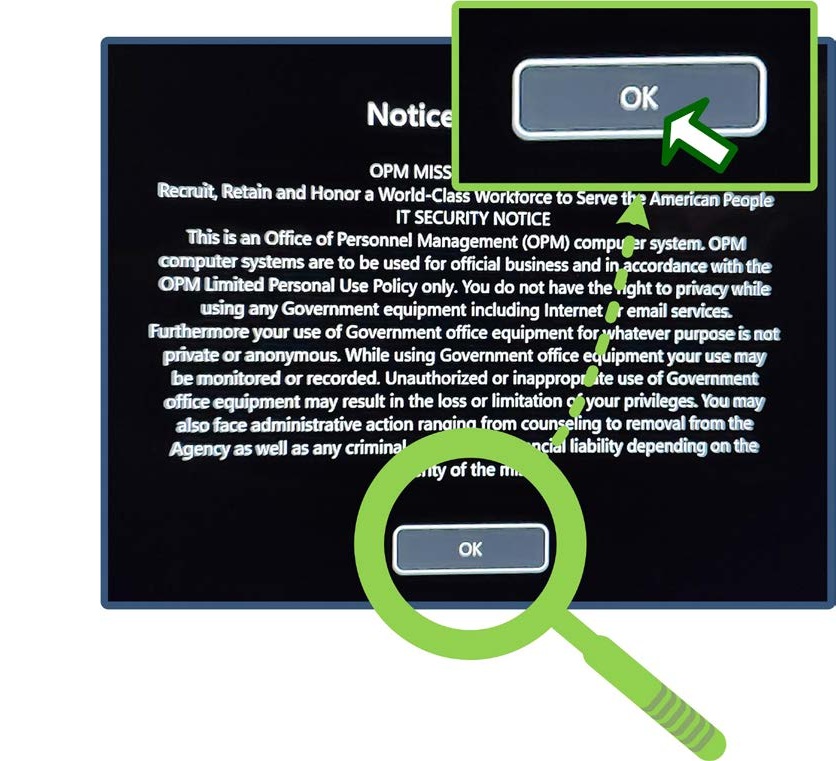 OK
Notice
OPM MISS
Recruit, Retain and Honor a World-Class Workforce to Serve the American People
IT SECURITY NOTICE
This is an Office of Personnel Management (OPM) computer system. OPM
computer systems are to be used for official business and in accordance with the
OPM Limited Personal Use Policy only. You do not have the right to privacy while
using any Government equipment including Internet or email services.
Furthermore your use of Government office equipment for whatever purpose is not
private or anonymous. While using Government office equipment your use may
be monitored or recorded. Unauthorized or inappropriate use of Government
office equipment may result in the loss or limitation of your privileges. You may
also face administrative action ranging from counseling to removal from the
Agency as well as any criminal liability depending on the
of the
OK